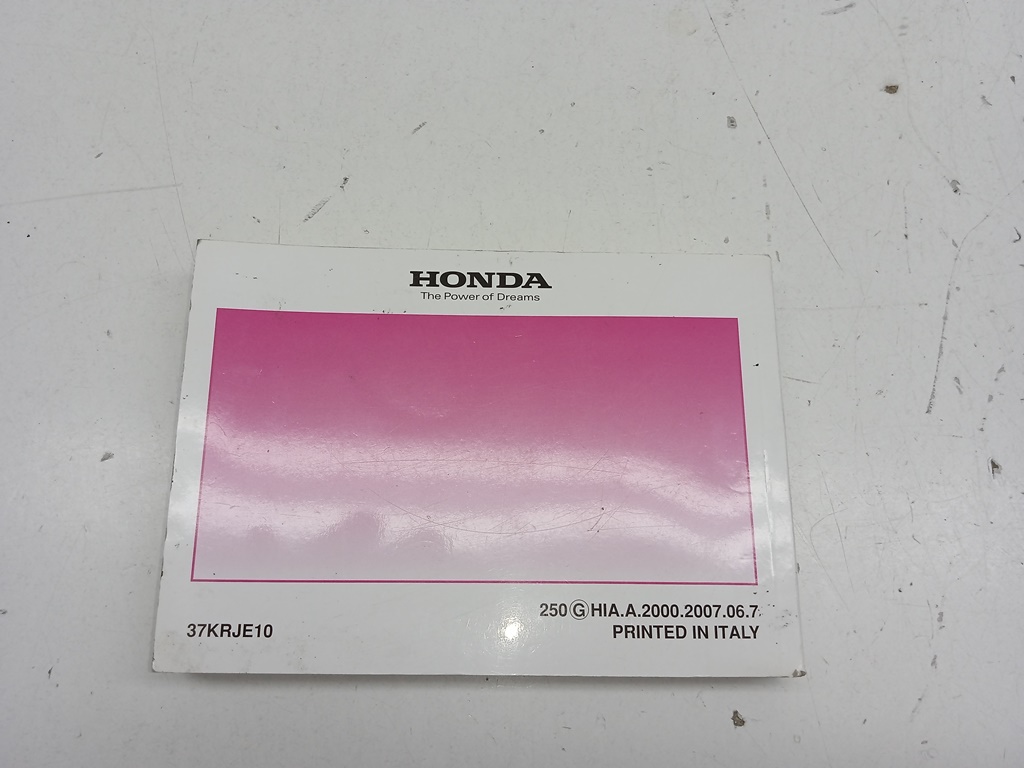 HONDA
The Power of Dreams
250 Ⓖ HIA.A.2000.2007.06.7
37KRJE10
PRINTED IN ITALY